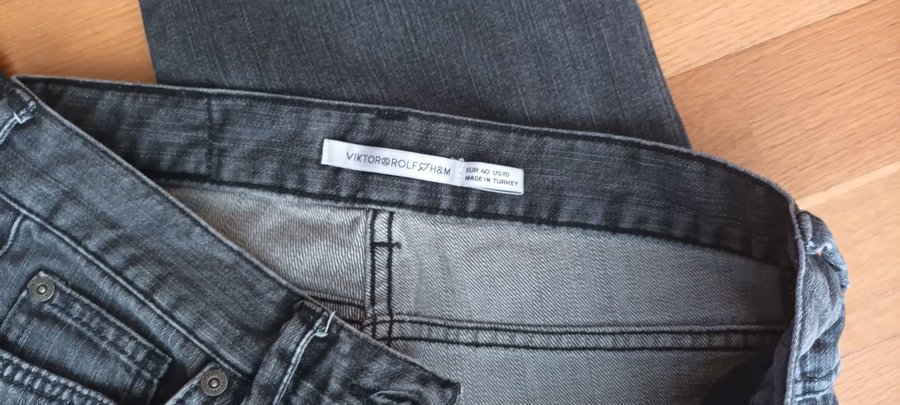 VIKTOR&ROLF♡H&M
EUR 40 US 10
MADE IN TURKEY